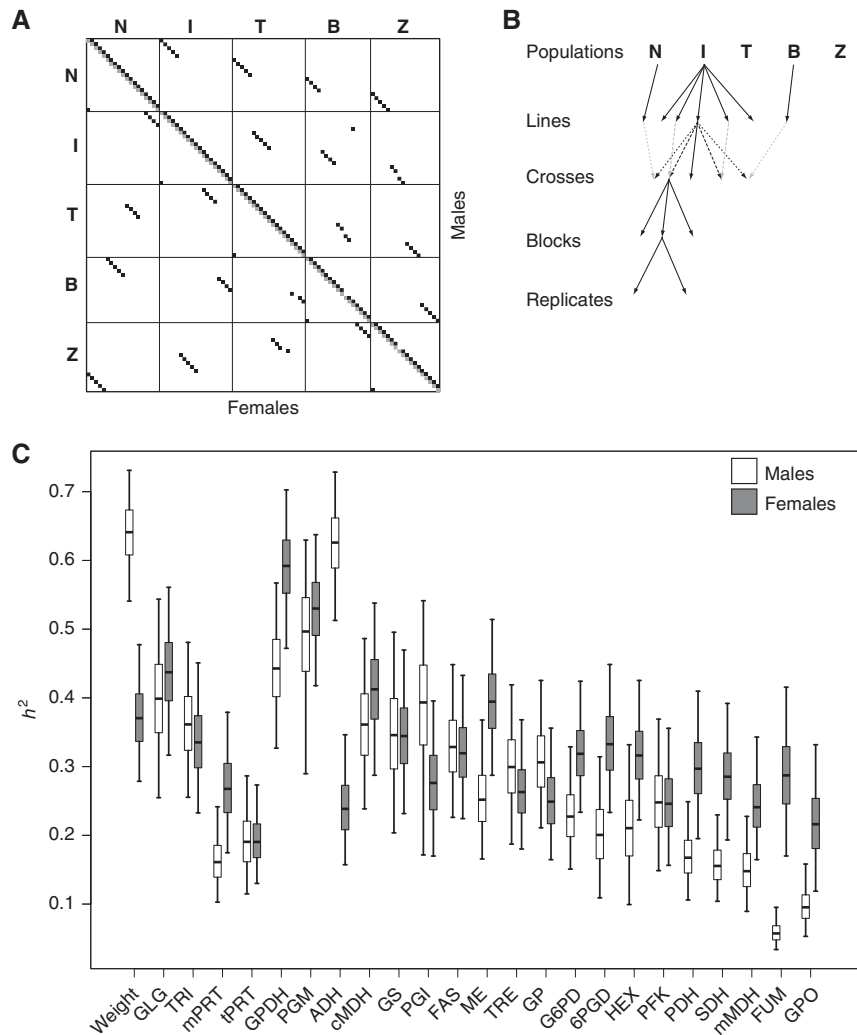 A
N I T B Z
N
I
T
B
Z
Males
Females
B
Populations N I T B Z
Lines
Crosses
Blocks
Replicates
C
Males
Females
0.7
0.6
0.5
0.4
0.3
0.2
0.1
h²
Weight
GLG
TRI
mPRT
tPRT
GPDH
PGM
ADH
cMDH
GS
PGI
FAS
ME
TRE
GP
G6PD
6PGD
HEX
PFK
PDH
SDH
mMDH
FUM
GPO